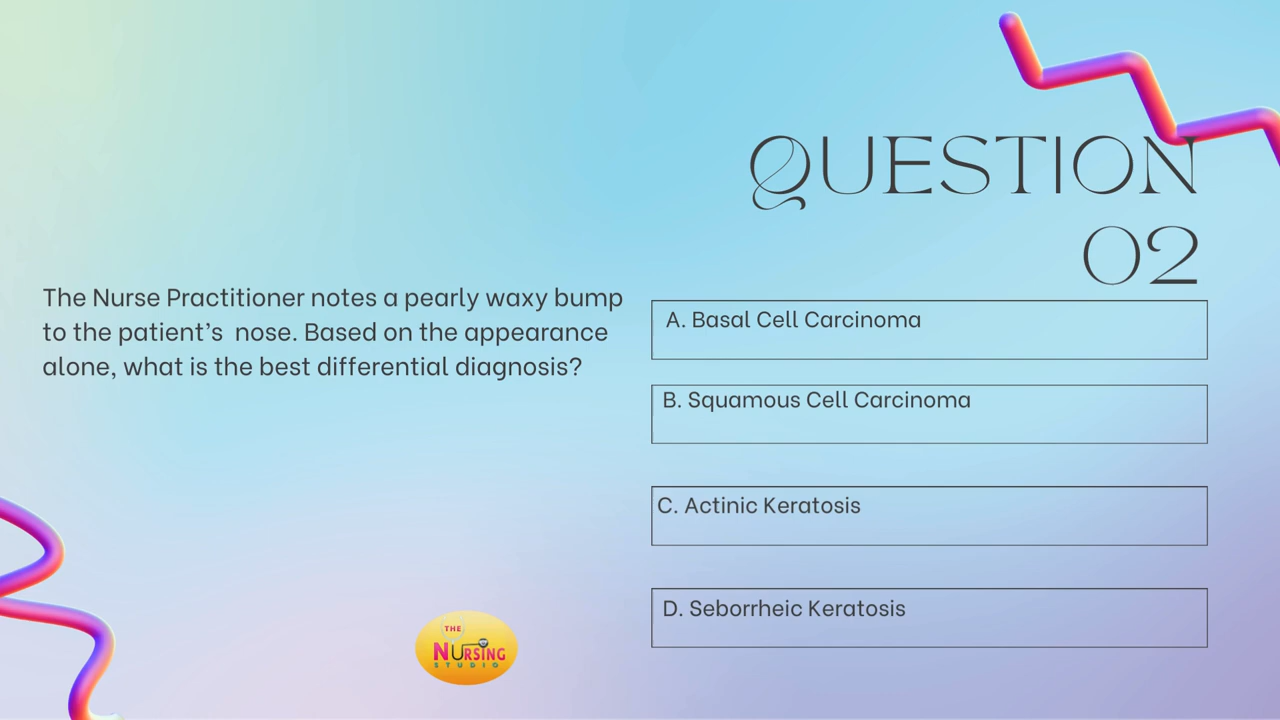 QUESTION
02
The Nurse Practitioner notes a pearly waxy bump
to the patient’s  nose. Based on the appearance
alone, what is the best differential diagnosis?
A. Basal Cell Carcinoma
B. Squamous Cell Carcinoma
C. Actinic Keratosis
D. Seborrheic Keratosis
THE
NURSING
STUDIO